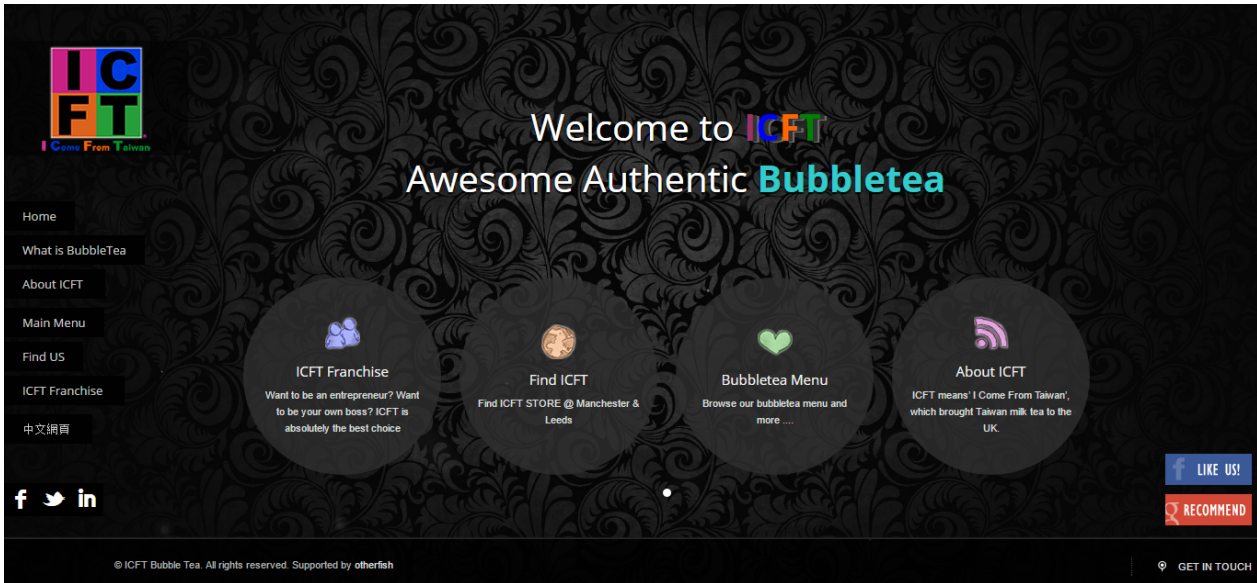 I C
F T
I Come From Taiwan
Welcome to ICFT
Awesome Authentic Bubbletea
Home
What is BubbleTea
About ICFT
Main Menu
Find US
ICFT Franchise
中文網頁
ICFT Franchise
Want to be an entrepreneur? Want
to be your own boss? ICFT is
absolutely the best choice
Find ICFT
Find ICFT STORE @ Manchester &
Leeds
Bubbletea Menu
Browse our bubbletea menu and
more ....
About ICFT
ICFT means' I Come From Taiwan',
which brought Taiwan milk tea to the
UK.
f in
f LIKE US!
g RECOMMEND
© ICFT Bubble Tea. All rights reserved. Supported by otherfish
GET IN TOUCH